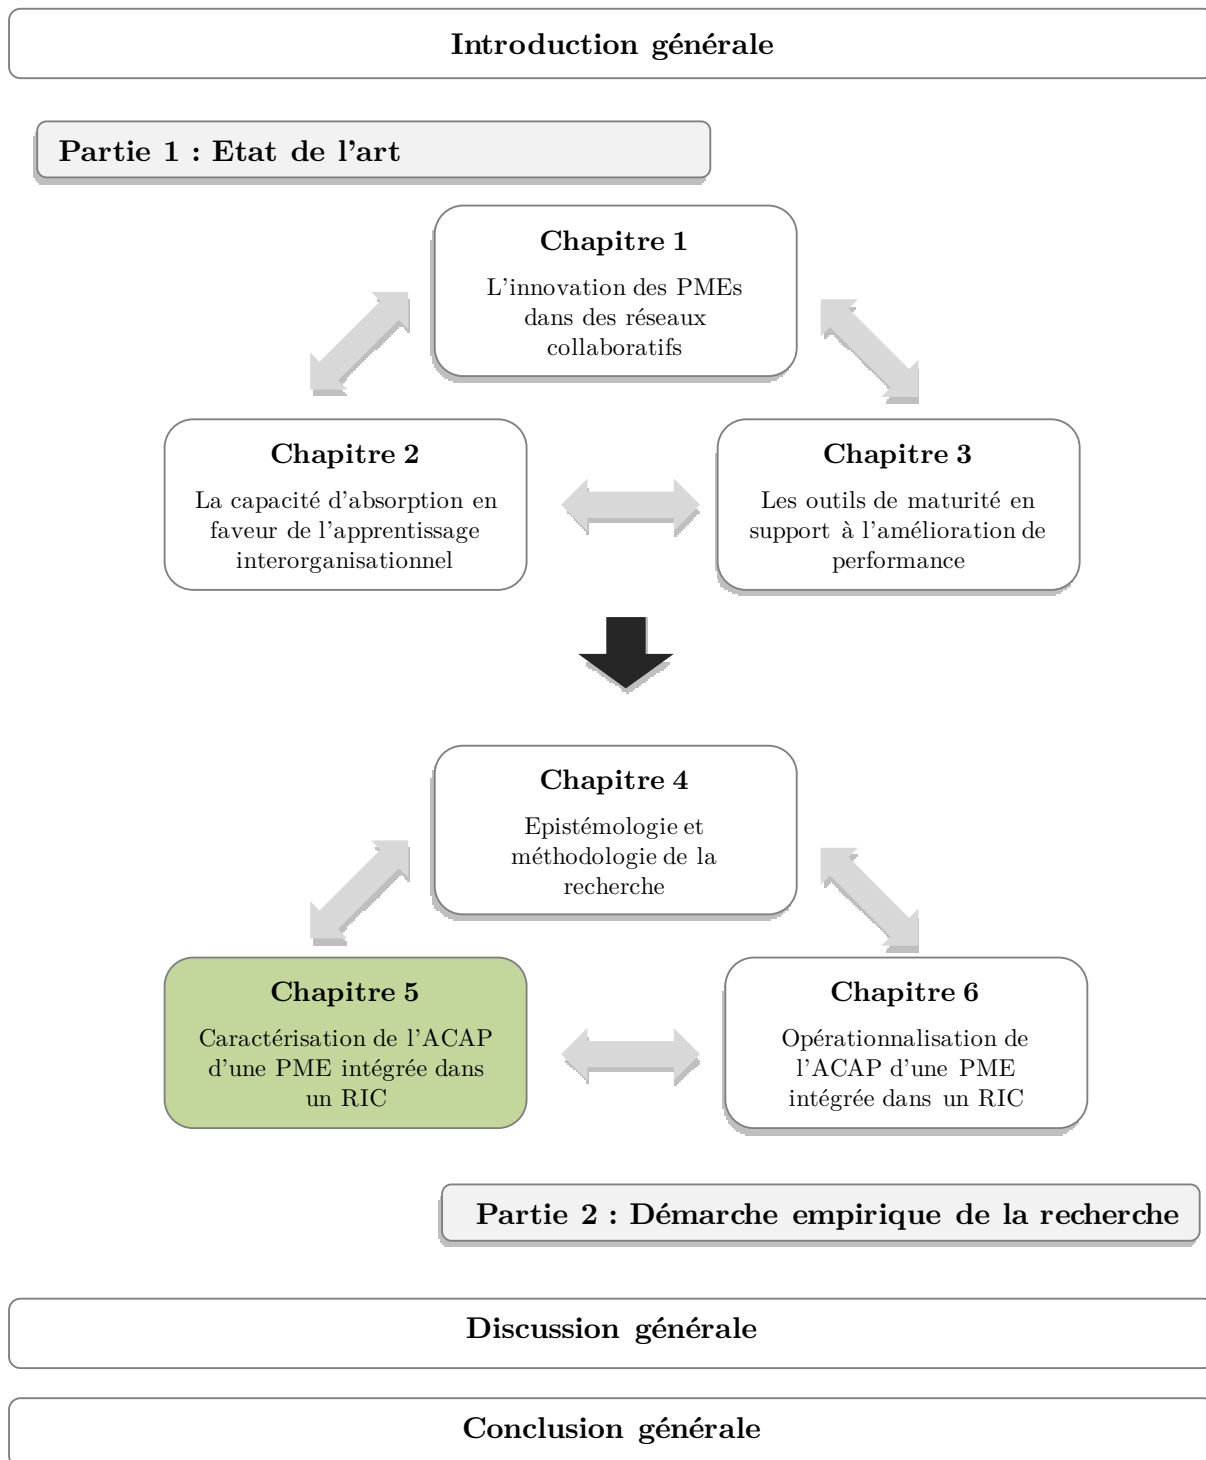 Introduction générale
Partie 1 : Etat de l'art
Chapitre 1
L'innovation des PMEs
dans des réseaux
collaboratifs
Chapitre 2
La capacité d'absorption en
faveur de l'apprentissage
interorganisationnel
Chapitre 3
Les outils de maturité en
support à l'amélioration de
performance
Chapitre 4
Epistémologie et
méthodologie de la
recherche
Chapitre 5
Caractérisation de l'ACAP
d'une PME intégrée dans
un RIC
Chapitre 6
Opérationnalisation de
l'ACAP d'une PME
intégrée dans un RIC
Partie 2 : Démarche empirique de la recherche
Discussion générale
Conclusion générale